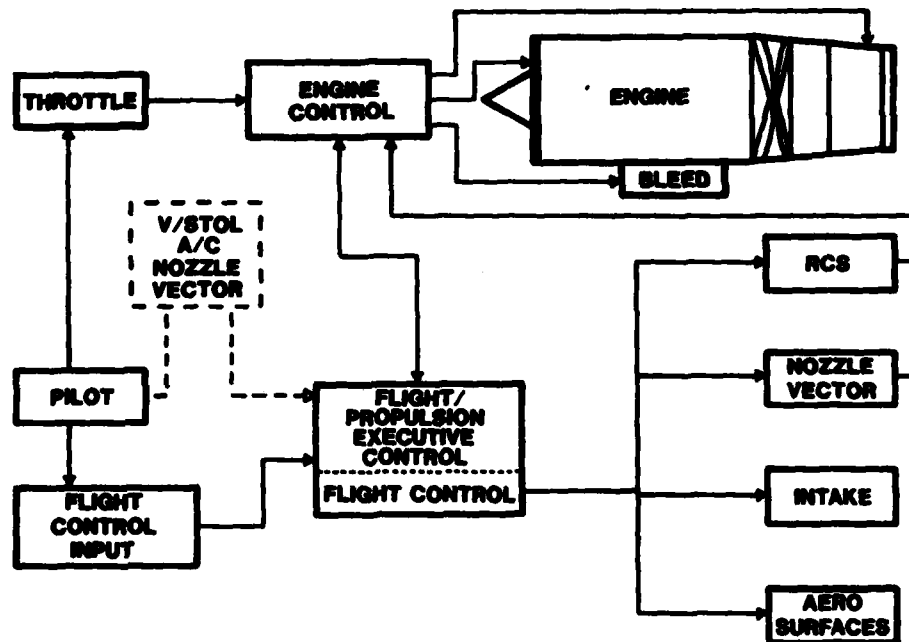 THROTTLE
ENGINE
CONTROL
ENGINE
BLEED
V/STOL
A/C
NOZZLE
VECTOR
RCS
PILOT
FLIGHT/
PROPULSION
EXECUTIVE
CONTROL
FLIGHT CONTROL
NOZZLE
VECTOR
FLIGHT
CONTROL
INPUT
INTAKE
AERO
SURFACES